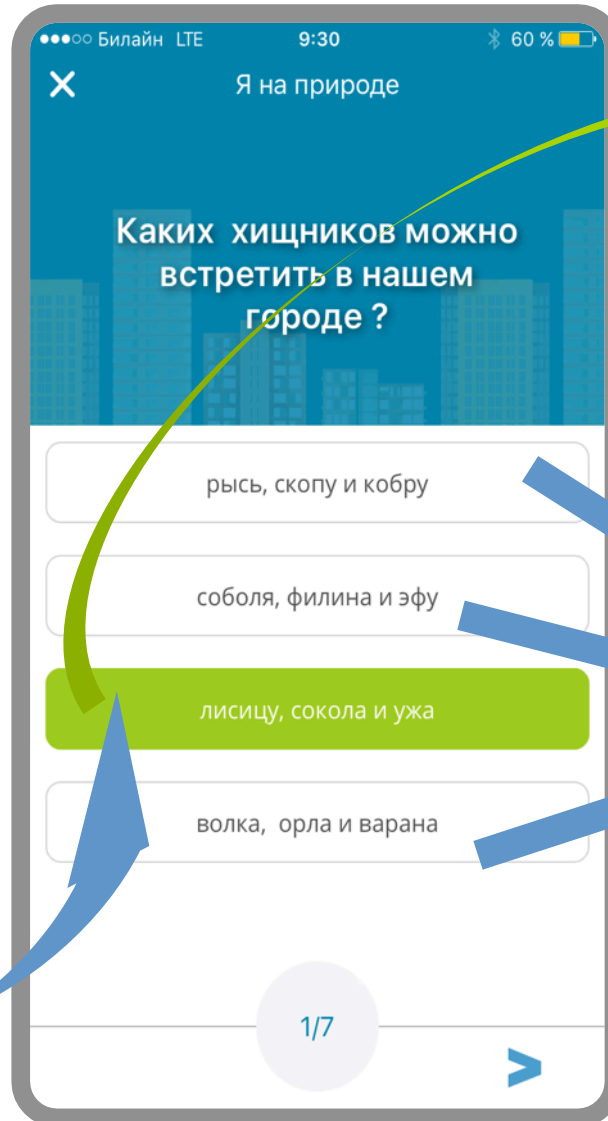 ●●●○○ Билайн LTE 9:30 60 %
× Я на природе
Каких хищников можно
встретить в нашем
городе ?
рысь, скопу и кобру
соболя, филина и эфу
лисицу, сокола и ужа
волка, орла и варана
1/7
>